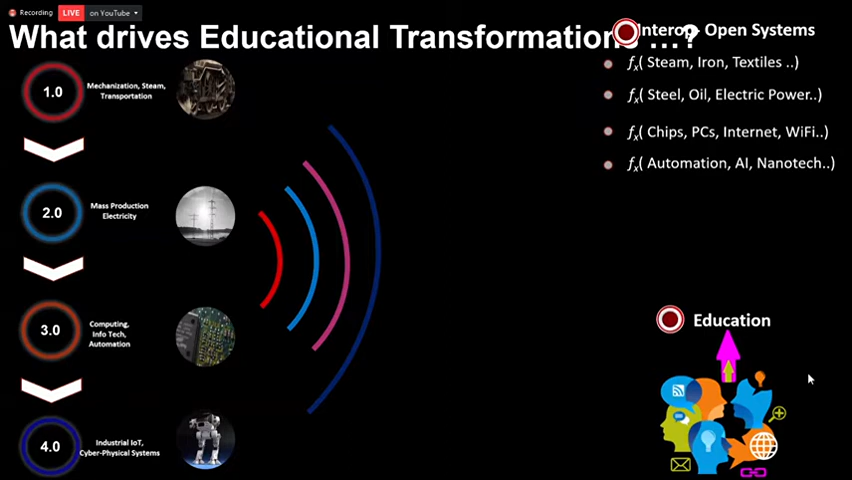 Recording LIVE on YouTube
What drives Educational Transformations …?
Interop Open Systems
1.0
Mechanization, Steam,
Transportation
fx( Steam, Iron, Textiles ..)
fx( Steel, Oil, Electric Power..)
fx( Chips, PCs, Internet, WiFi..)
fx( Automation, AI, Nanotech..)
2.0
Mass Production
Electricity
3.0
Computing,
Info Tech,
Automation
4.0
Industrial IoT,
Cyber-Physical Systems
Education